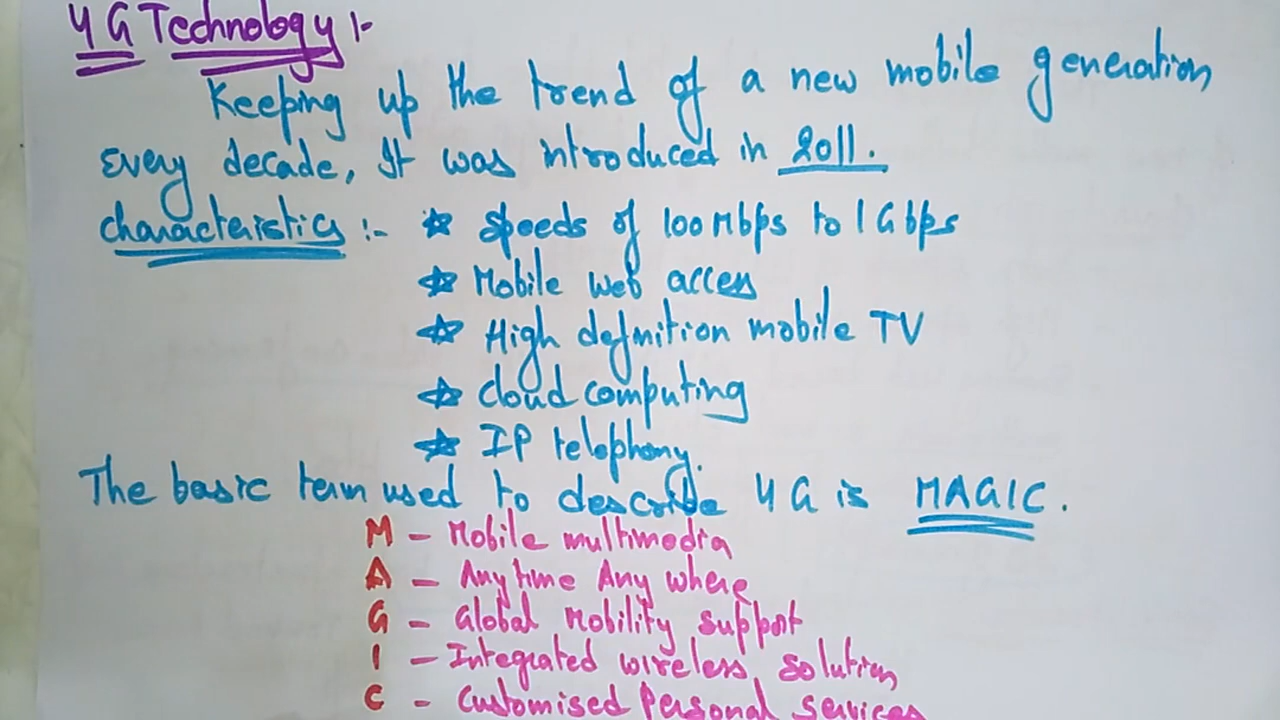 4G Technology :-
Keeping up the trend of a new mobile generation
every decade, It was introduced in 2011.
characteristics :- ☆ speeds of 100 Mbps to 1 Gbps
☆ Mobile web access
☆ High definition mobile TV
☆ cloud computing
☆ IP telephony.
The basic term used to describe 4G is MAGIC.
M - Mobile multimedia
A - Any time Any where
G - Global Mobility support
I - Integrated wireless solution
C - Customised Personal services